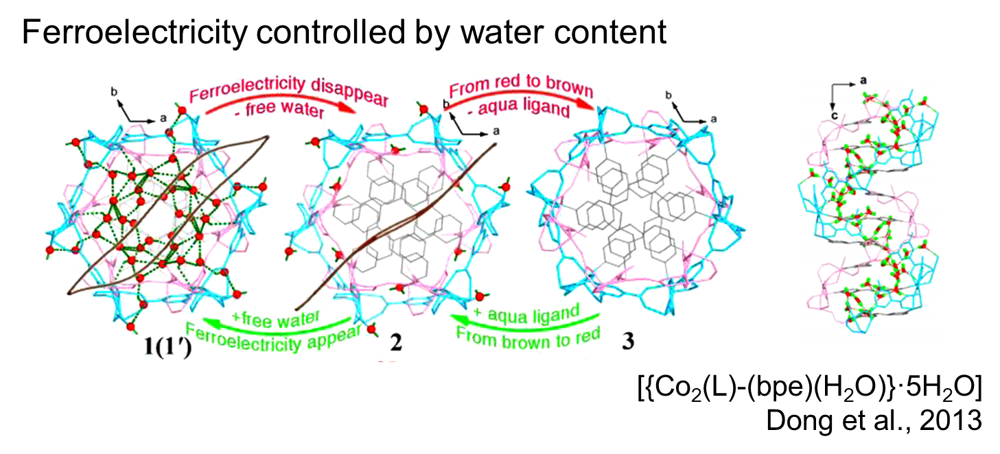 Ferroelectricity controlled by water content
Ferroelectricity disappear
- free water
From red to brown
- aqua ligand
b
a
b
a
b
a
a
c
+free water
Ferroelectricity appear
+ aqua ligand
From brown to red
1(1′)
2
3
[{Co₂(L)-(bpe)(H₂O)}·5H₂O]
Dong et al., 2013